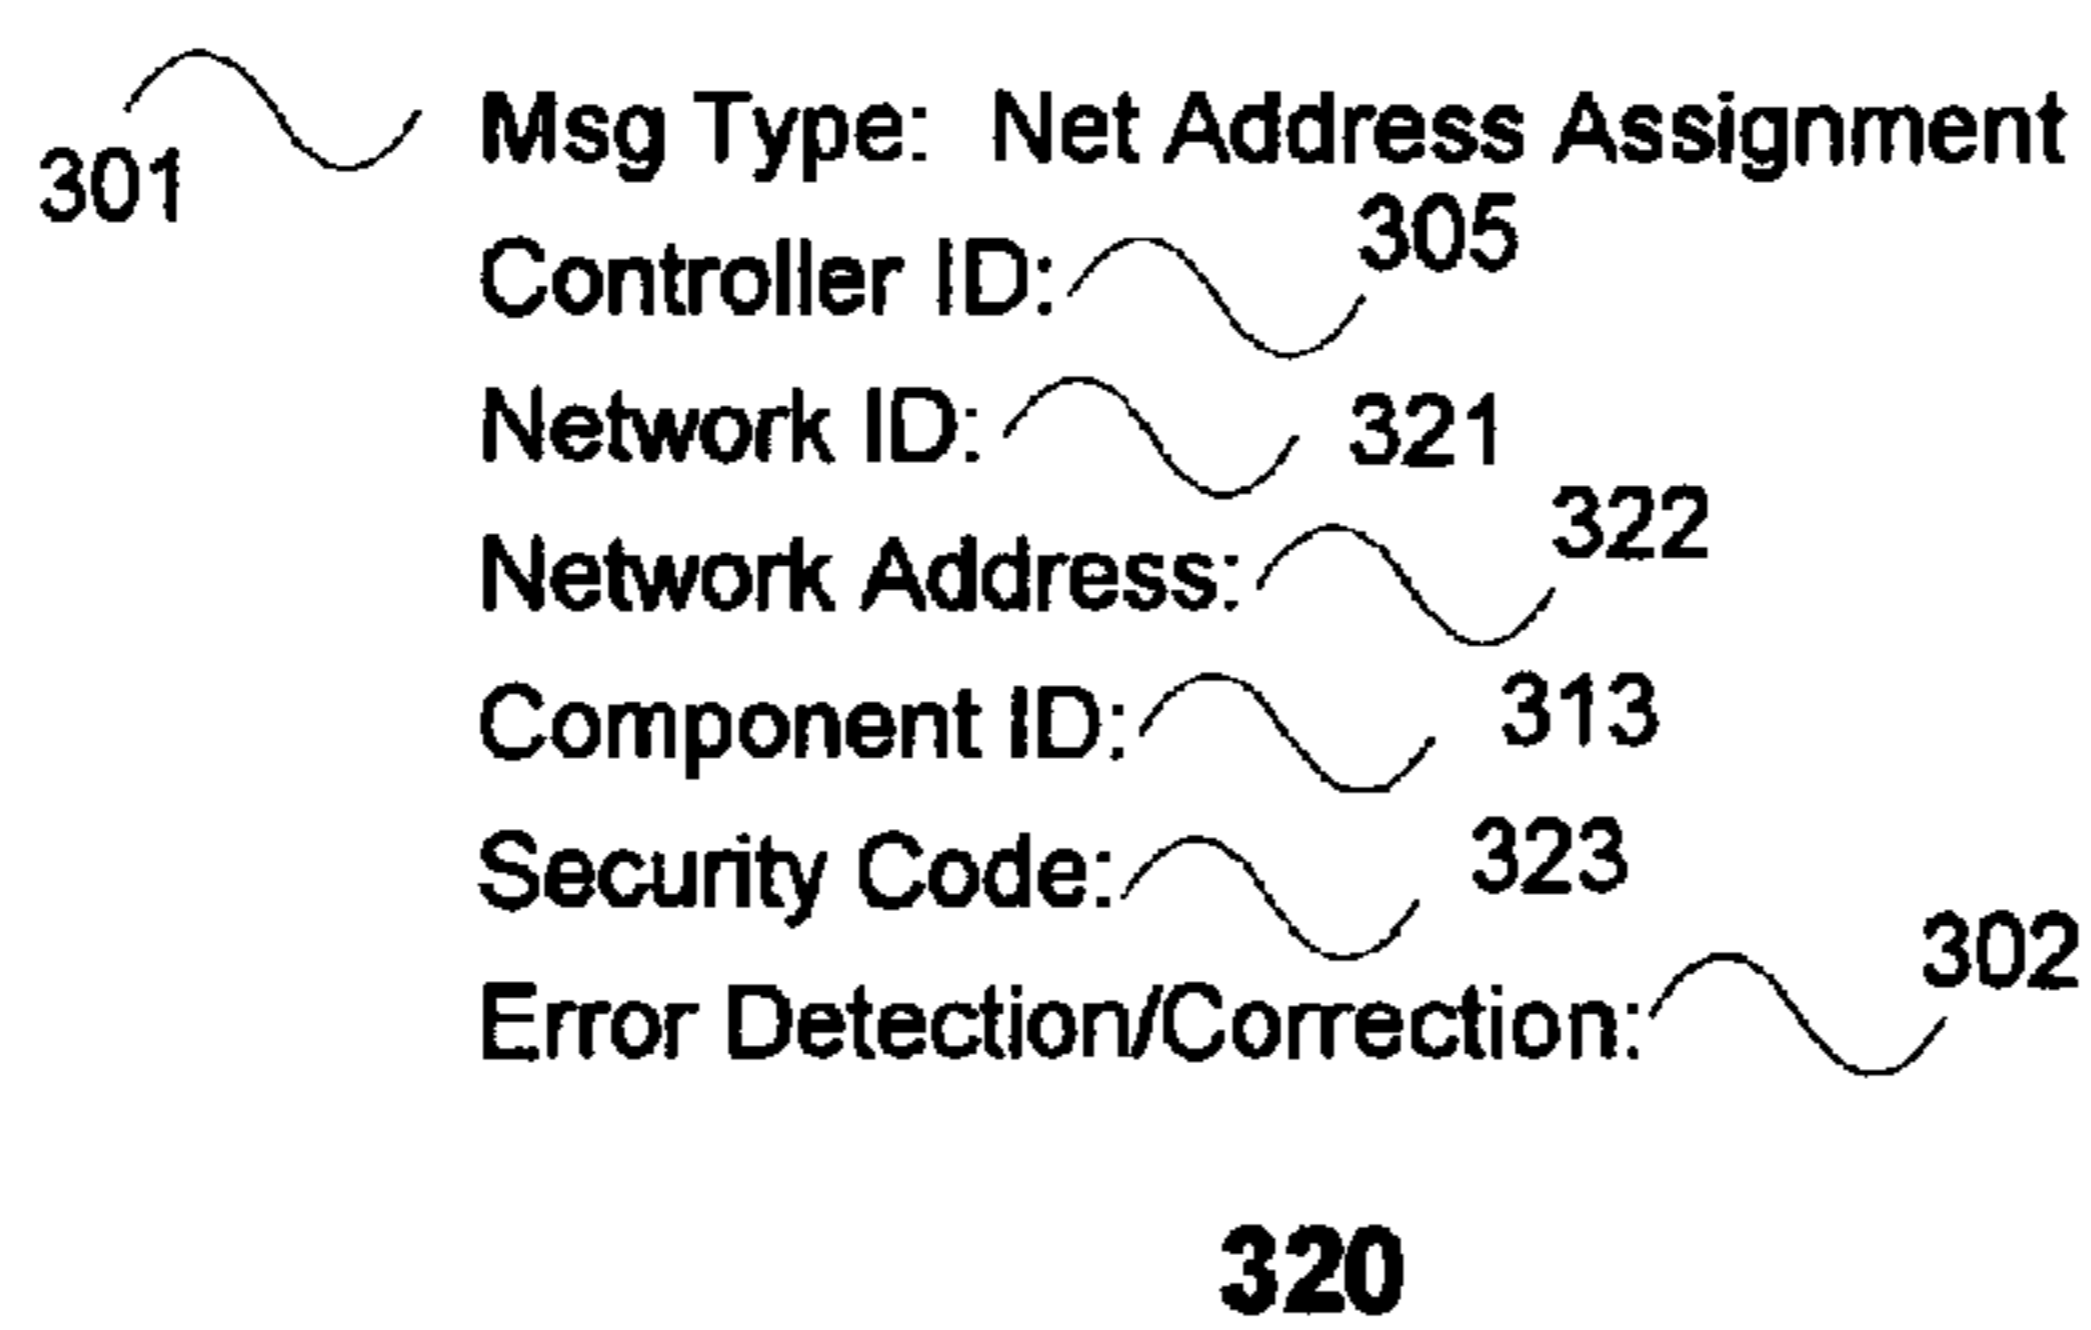 301 Msg Type: Net Address Assignment
Controller ID: 305
Network ID: 321
Network Address: 322
Component ID: 313
Security Code: 323
Error Detection/Correction: 302
320